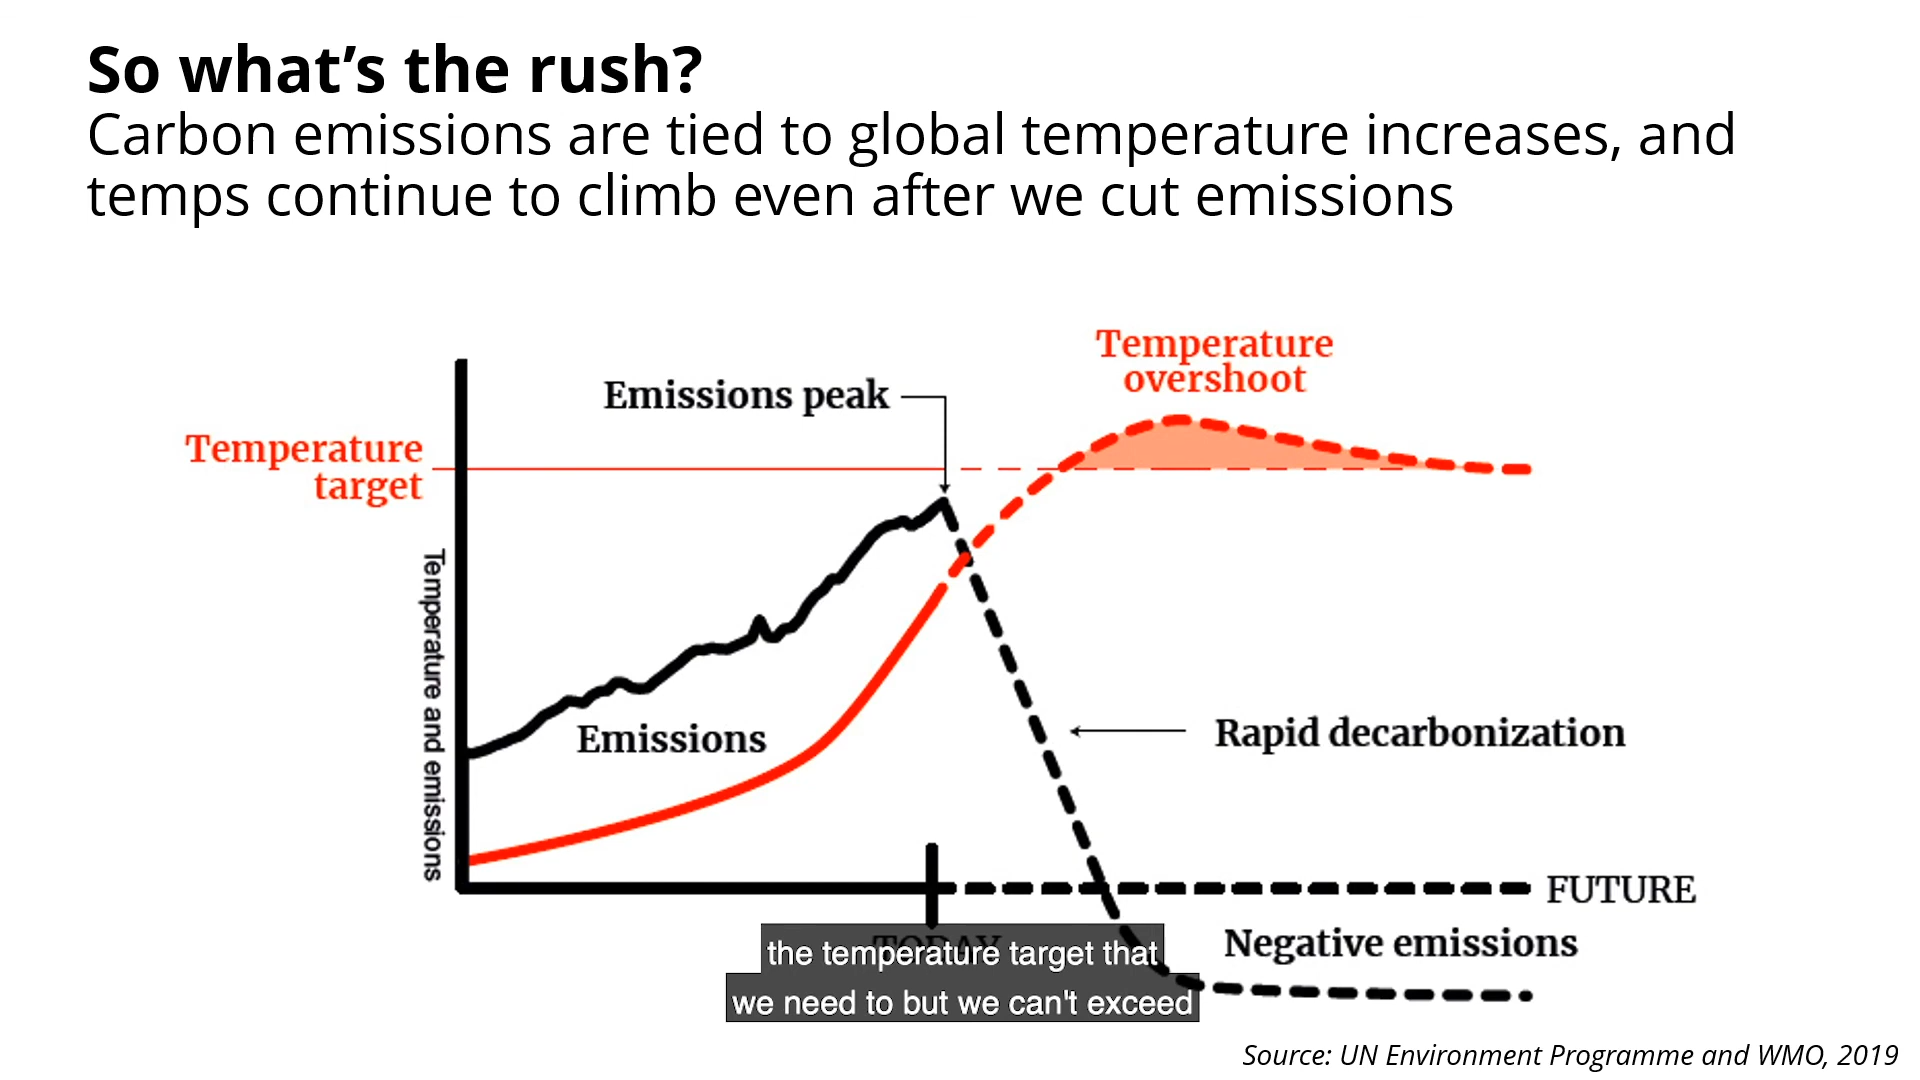 So what’s the rush?
Carbon emissions are tied to global temperature increases, and
temps continue to climb even after we cut emissions
Temperature
overshoot
Emissions peak
Temperature
target
Temperature and emissions
Emissions
Rapid decarbonization
FUTURE
TODAY
Negative emissions
the temperature target that
we need to but we can't exceed
Source: UN Environment Programme and WMO, 2019